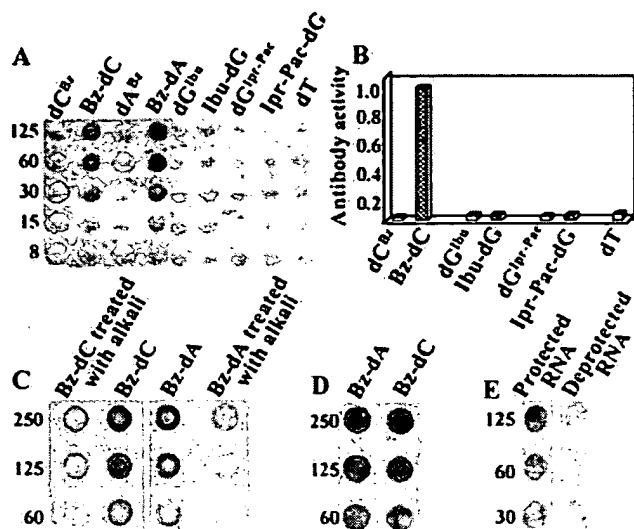 A
dC^Bz
Bz-dC
dA^Bz
Bz-dA
dG^Ibu
Ibu-dG
dG^Ipr-Pac
Ipr-Pac-dG
dT
125
60
30
15
8
B
Antibody activity
1.0
0.8
0.6
0.4
0.2
dC^Bz
Bz-dC
dG^Ibu
Ibu-dG
dG^Ipr-Pac
Ipr-Pac-dG
dT
C
Bz-dC treated
with alkali
Bz-dC
Bz-dA
Bz-dA treated
with alkali
250
125
60
D
Bz-dA
Bz-dC
250
125
60
E
Protected
RNA
Deprotected
RNA
125
60
30